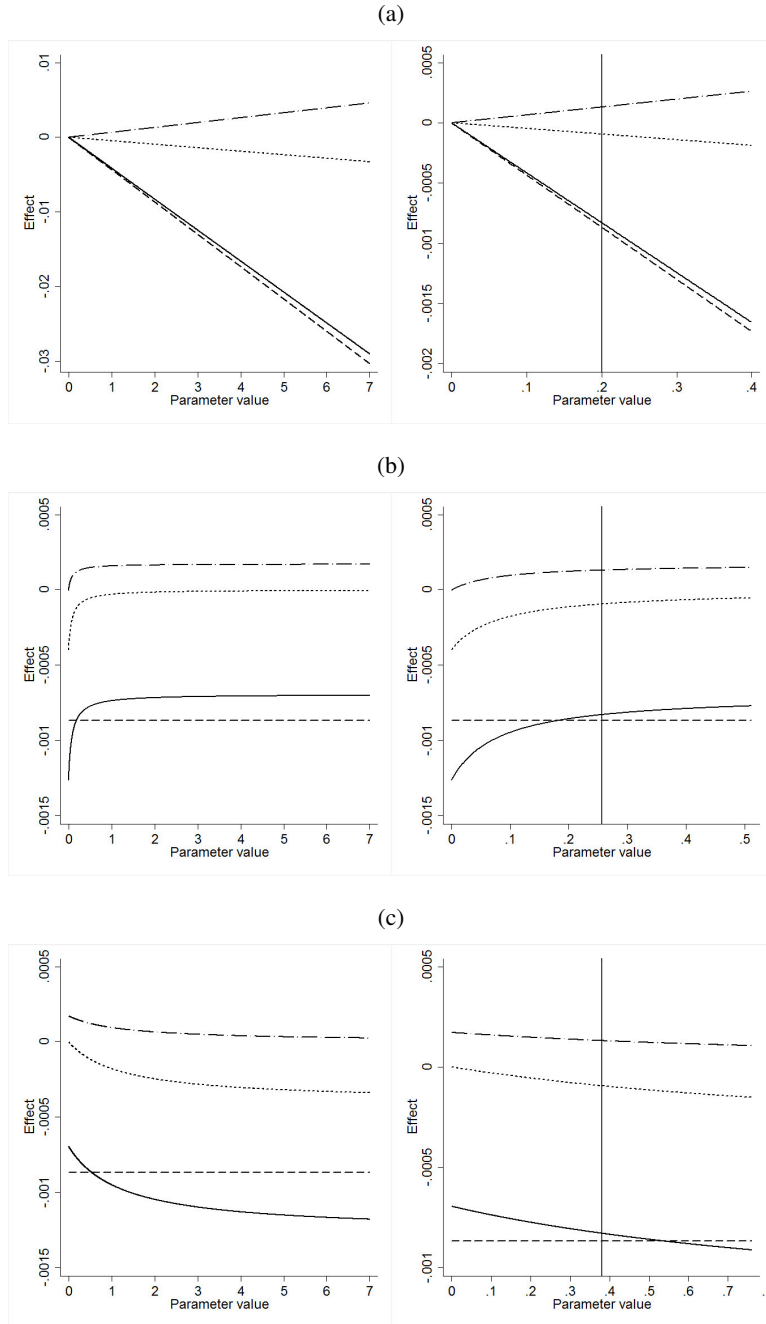 (a)
.01
0
-.01
-.02
-.03
Effect
0 1 2 3 4 5 6 7
Parameter value
.0005
0
-.0005
-.001
-.0015
-.002
Effect
0 .1 .2 .3 .4
Parameter value
(b)
.0005
0
-.0005
-.001
-.0015
Effect
0 1 2 3 4 5 6 7
Parameter value
.0005
0
-.0005
-.001
-.0015
Effect
0 .1 .2 .3 .4 .5
Parameter value
(c)
.0005
0
-.0005
-.001
-.0015
Effect
0 1 2 3 4 5 6 7
Parameter value
.0005
0
-.0005
-.001
Effect
0 .1 .2 .3 .4 .5 .6 .7 .
Parameter value